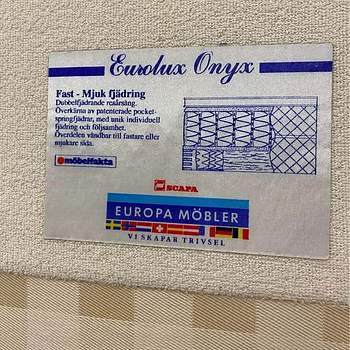 Eurolux Onyx
Fast - Mjuk fjädring
Dubbelfjädrande resårsäng.
Överkärna av patenterade pocket-
springfjädrar, med unik individuell
fjädring och följsamhet.
Överdelen vändbar till fastare eller
mjukare sida.
möbelfakta
SCAPA
EUROPA MÖBLER
VI SKAPAR TRIVSEL